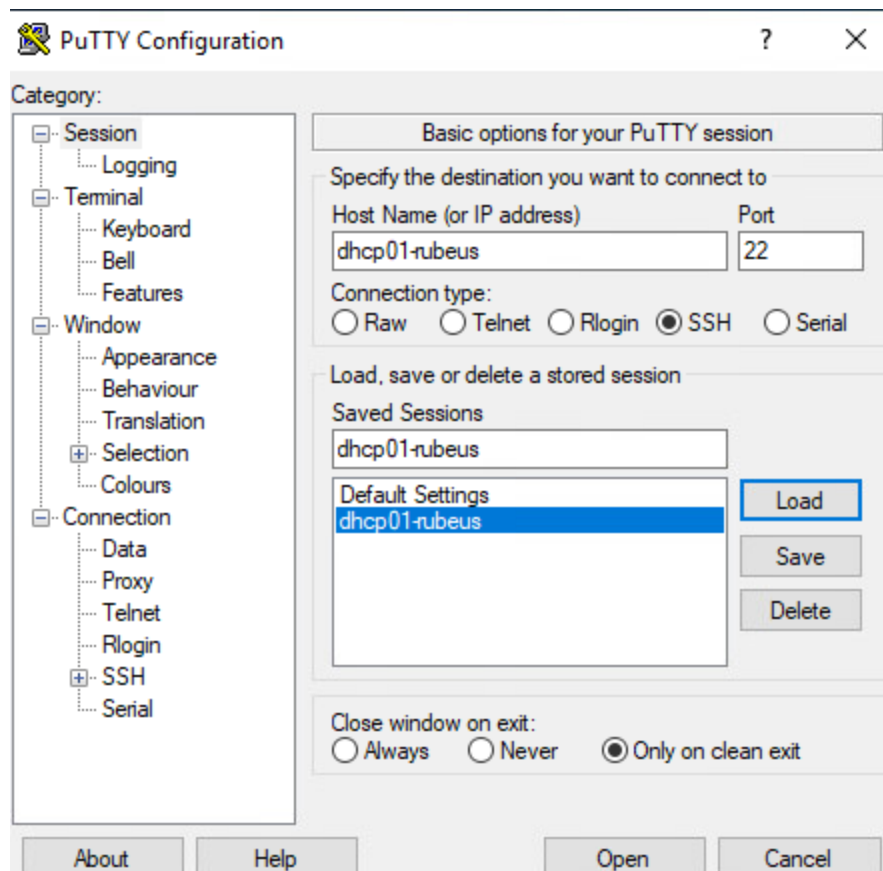 PuTTY Configuration ? ×
Category:
Session
Logging
Terminal
Keyboard
Bell
Features
Window
Appearance
Behaviour
Translation
Selection
Colours
Connection
Data
Proxy
Telnet
Rlogin
SSH
Serial
Basic options for your PuTTY session
Specify the destination you want to connect to
Host Name (or IP address) Port
dhcp01-rubeus 22
Connection type:
Raw Telnet Rlogin SSH Serial
Load, save or delete a stored session
Saved Sessions
dhcp01-rubeus
Default Settings
dhcp01-rubeus
Load
Save
Delete
Close window on exit:
Always Never Only on clean exit
About Help Open Cancel